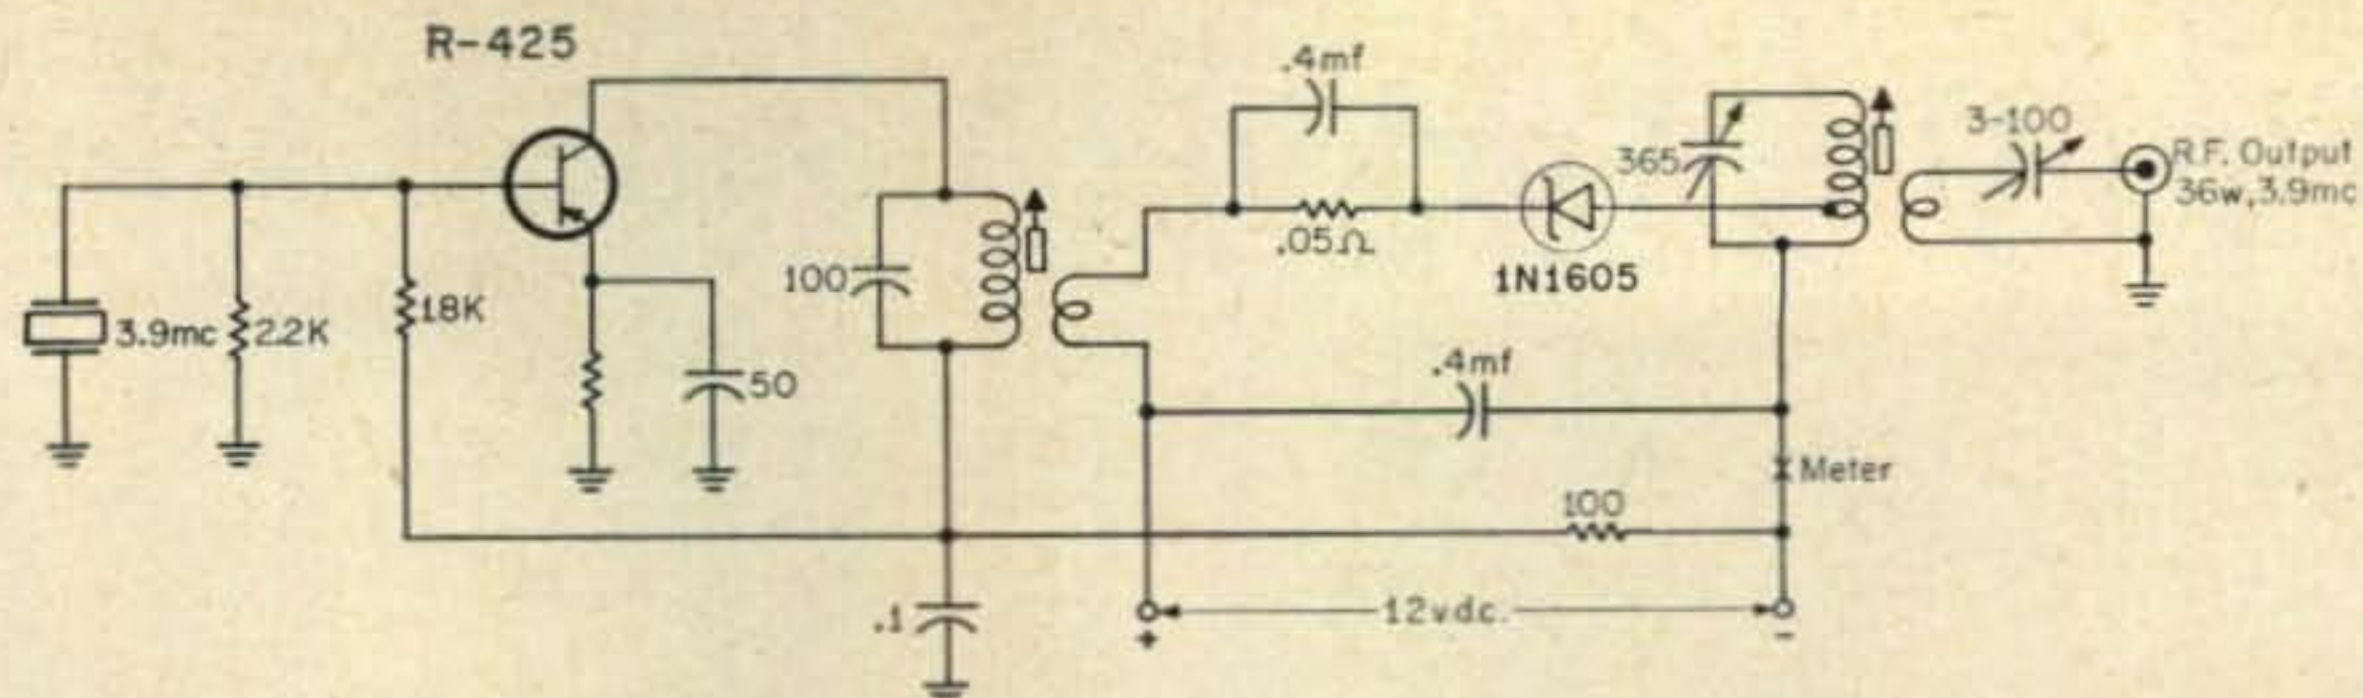 R-425
.4mf
3-100
R.F. Output
36w,3.9mc
365
.05Ω
1N1605
100
3.9mc
2.2K
18K
50
.4mf
Meter
100
.1
12vdc.
+
-